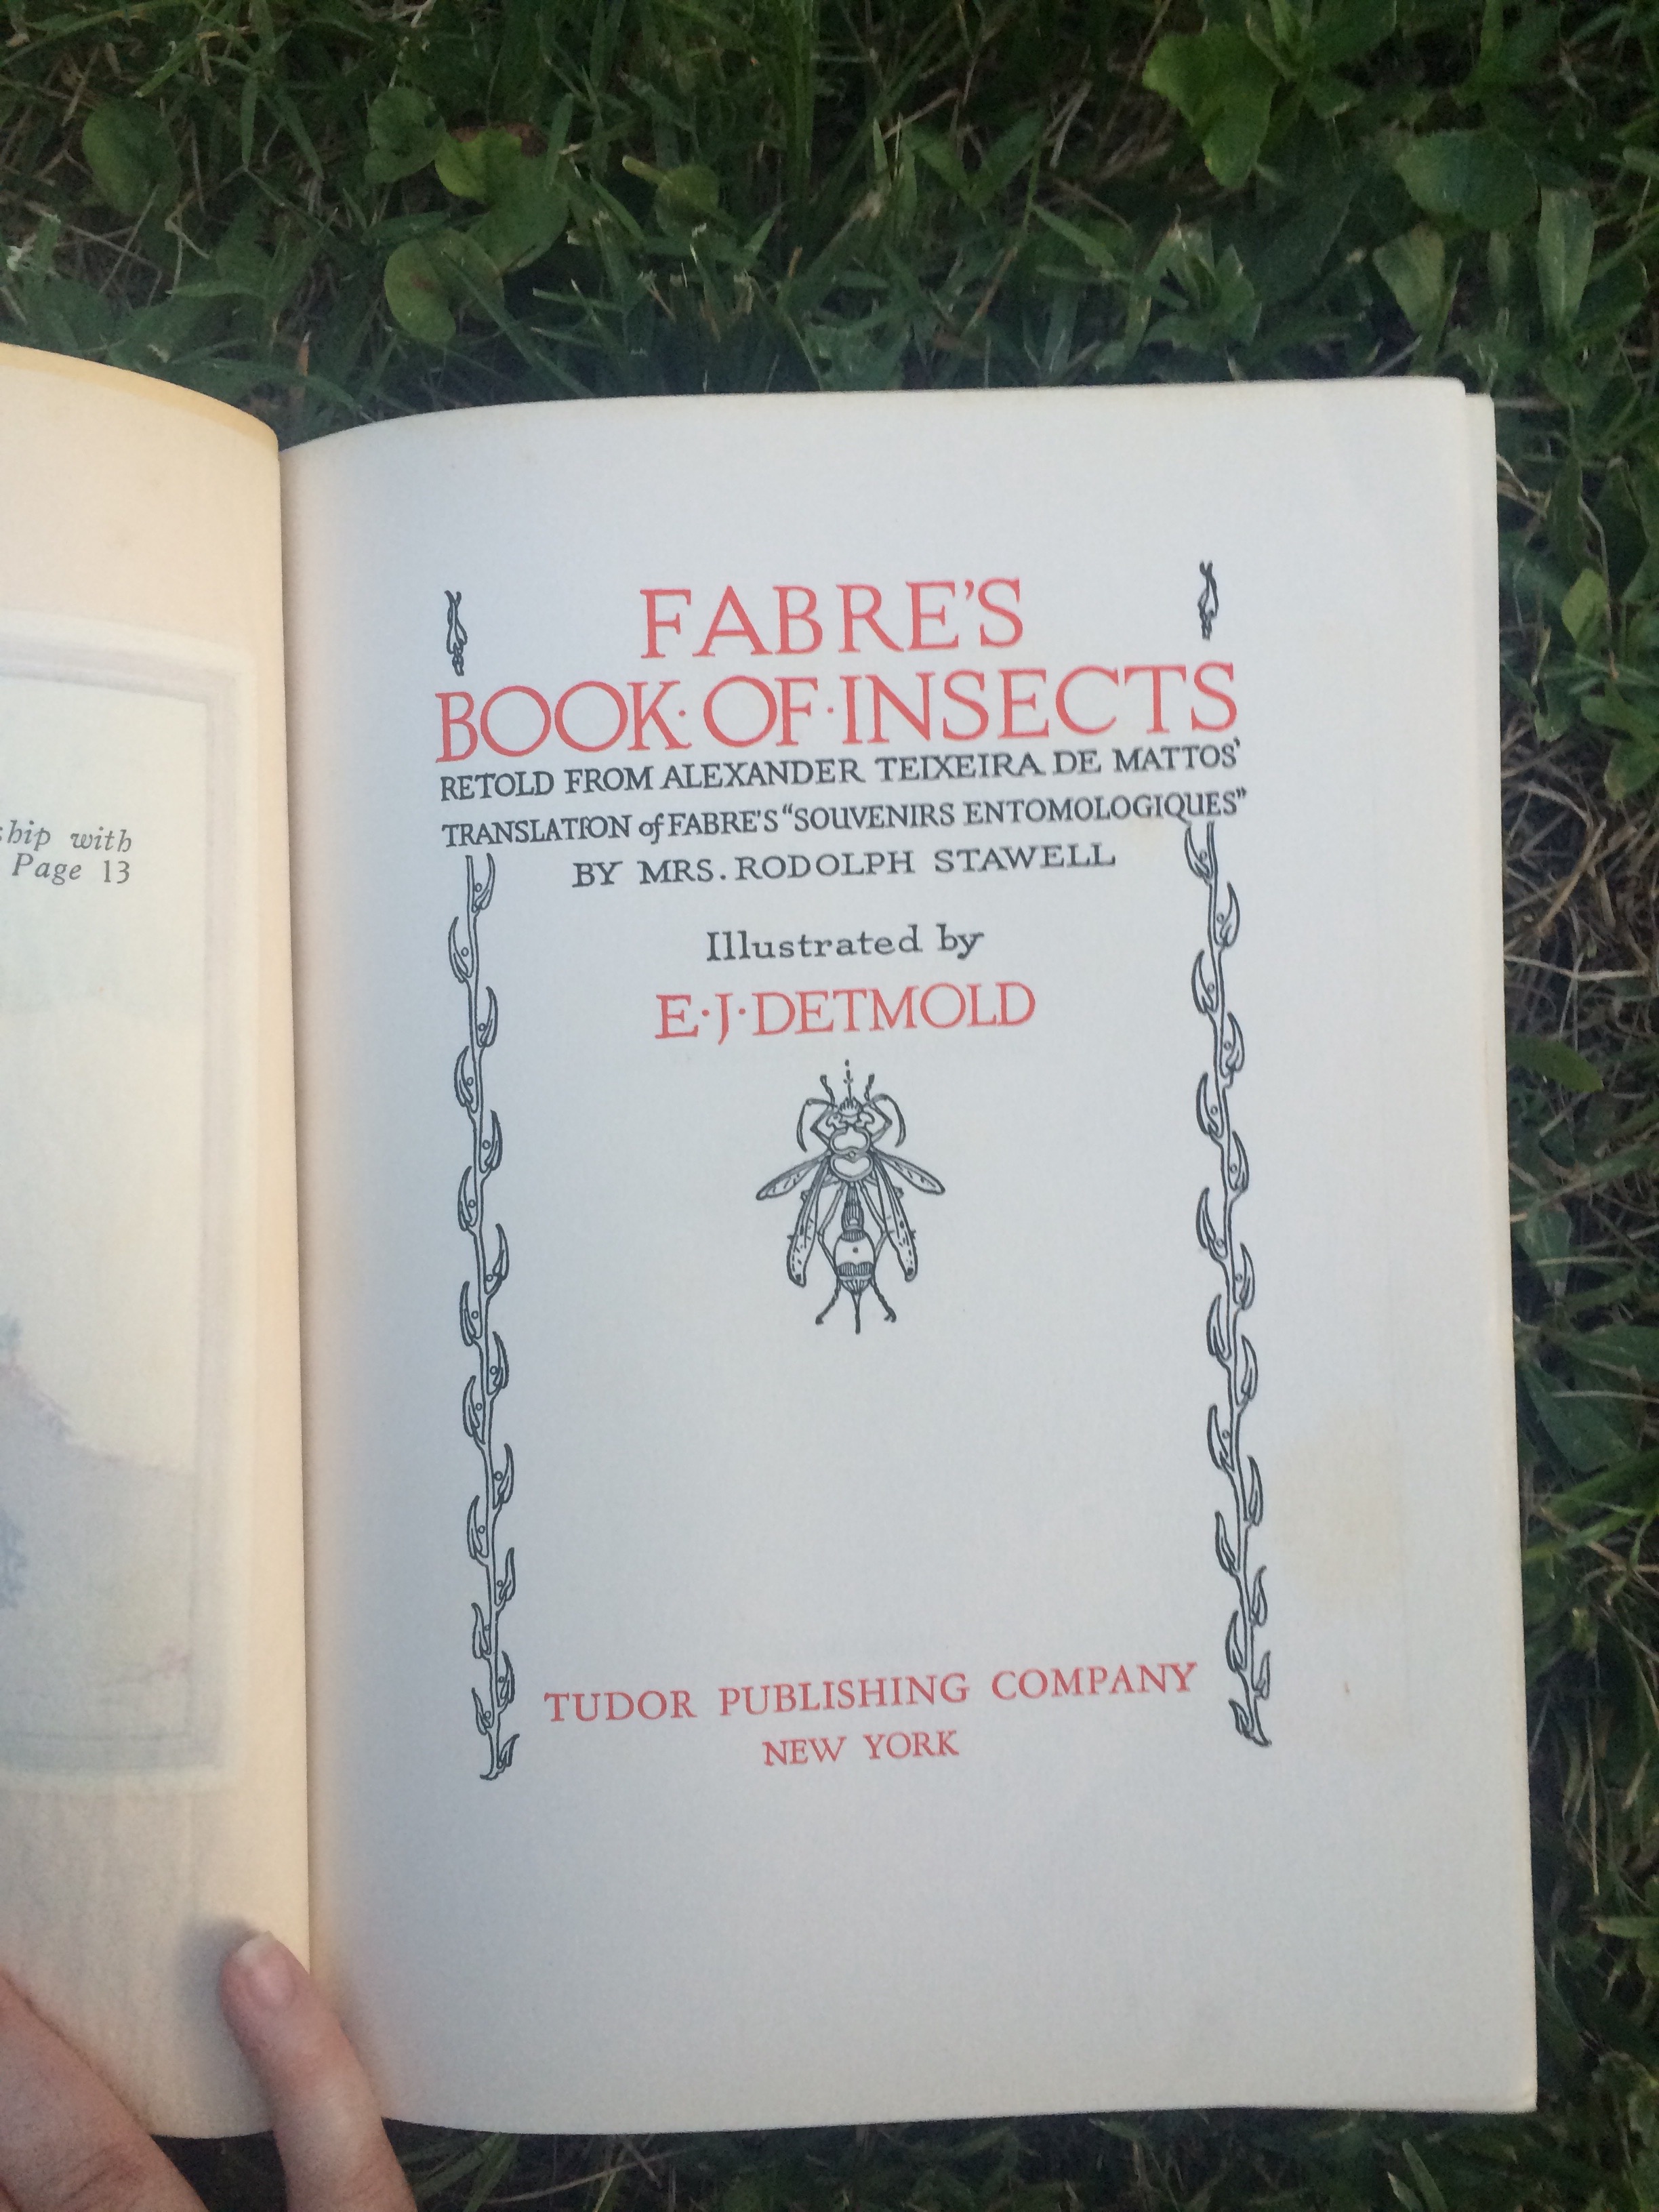 hip with
Page 13
FABRE'S
BOOK·OF·INSECTS
RETOLD FROM ALEXANDER TEIXEIRA DE MATTOS'
TRANSLATION of FABRE'S "SOUVENIRS ENTOMOLOGIQUES"
BY MRS. RODOLPH STAWELL
Illustrated by
E·J·DETMOLD
TUDOR PUBLISHING COMPANY
NEW YORK